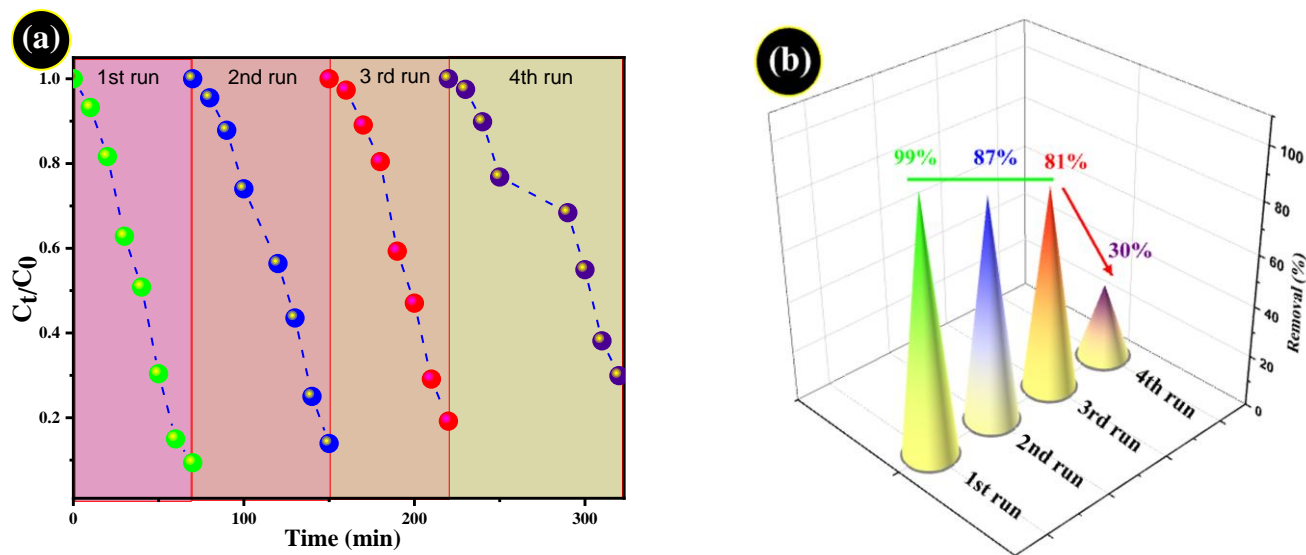 (a)
1st run
2nd run
3 rd run
4th run
1.0
0.8
0.6
0.4
0.2
Ct/C0
0
100
200
300
Time (min)
(b)
99%
87%
81%
30%
100
80
60
40
20
0
Removal (%)
1st run
2nd run
3rd run
4th run